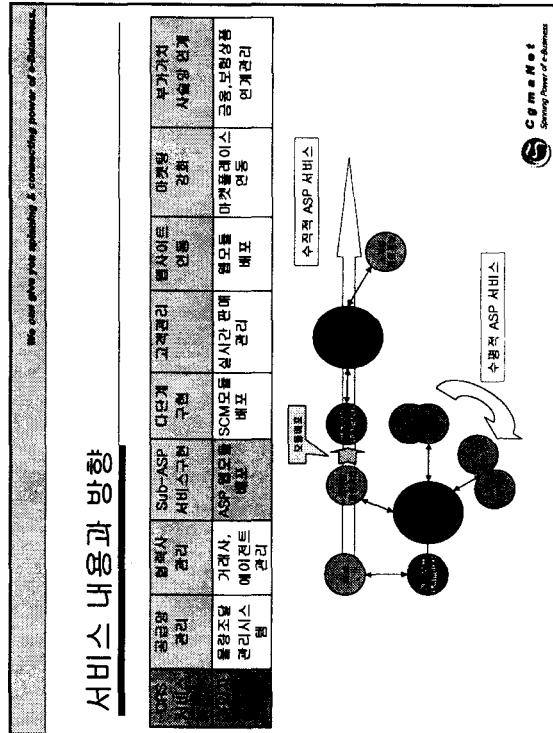 We can give you spinning & connecting power of e-Business.
서비스 내용과 방향
서비스
공급망
관리
협력사
관리
Sub-ASP
서비스구현
다단계
구현
고객관리
웹사이트
연동
마켓팅
강화
부가가치
사슬망 연계
물량조달
관리시스
템
거래사,
에이전트
관리
ASP 웹모듈
배포
SCM모듈
배포
실시간 판매
관리
웹모듈
배포
마켓플레이스
연동
금융,보험상품
연계관리
수직적 ASP 서비스
모듈배포
수평적 ASP 서비스
CgmaNet
Spinning Power of e-Business